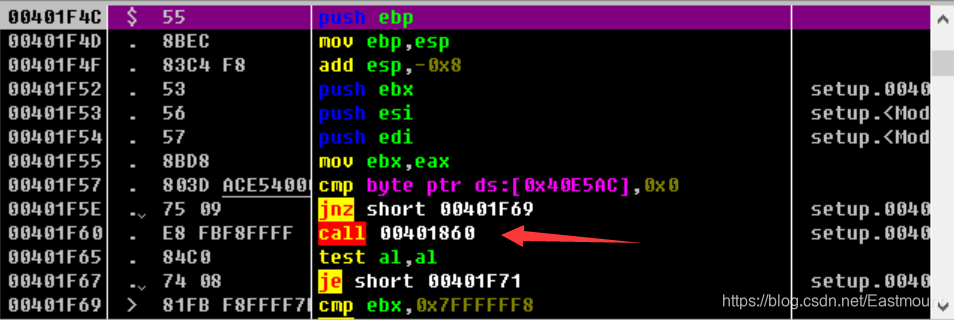 00401F4C $ 55 push ebp
00401F4D . 8BEC mov ebp,esp
00401F4F . 83C4 F8 add esp,-0x8
00401F52 . 53 push ebx setup.0040
00401F53 . 56 push esi setup.<Mod
00401F54 . 57 push edi setup.<Mod
00401F55 . 8BD8 mov ebx,eax
00401F57 . 803D ACE5400 cmp byte ptr ds:[0x40E5AC],0x0
00401F5E . 75 09 jnz short 00401F69 setup.0040
00401F60 . E8 FBF8FFFF call 00401860 setup.0040
00401F65 . 84C0 test al,al
00401F67 . 74 08 je short 00401F71 setup.0040
00401F69 > 81FB F8FFFF7 cmp ebx,0x7FFFFFF8
https://blog.csdn.net/Eastmount